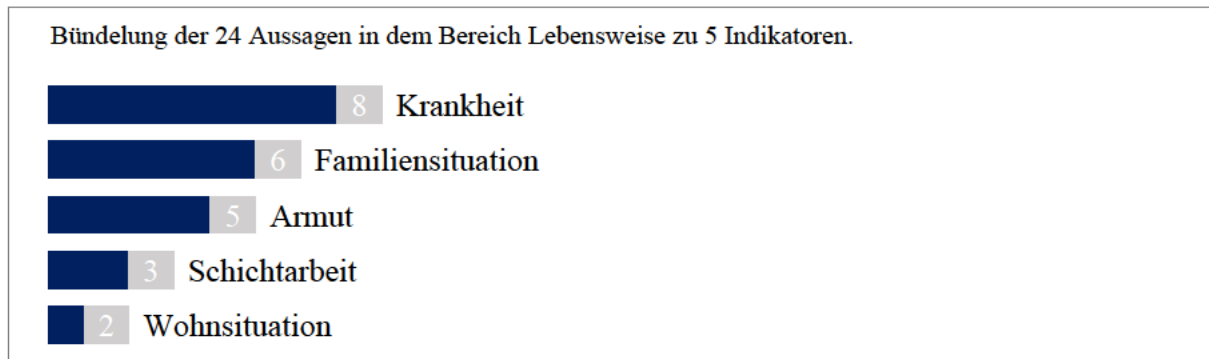 Bündelung der 24 Aussagen in dem Bereich Lebensweise zu 5 Indikatoren.
8 Krankheit
6 Familiensituation
5 Armut
3 Schichtarbeit
2 Wohnsituation